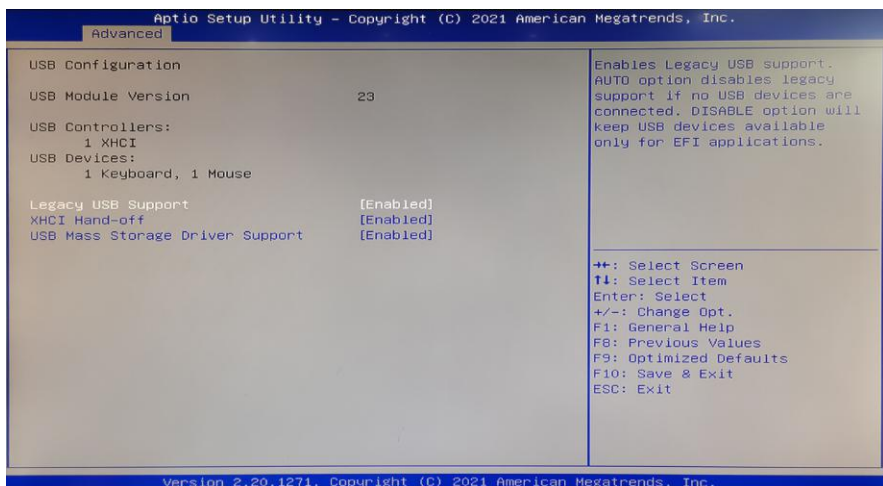 Aptio Setup Utility – Copyright (C) 2021 American Megatrends, Inc.
Advanced
USB Configuration
USB Module Version 23
USB Controllers:
1 XHCI
USB Devices:
1 Keyboard, 1 Mouse
Legacy USB Support [Enabled]
XHCI Hand-off [Enabled]
USB Mass Storage Driver Support [Enabled]
Enables Legacy USB support.
AUTO option disables legacy
support if no USB devices are
connected. DISABLE option will
keep USB devices available
only for EFI applications.
→←: Select Screen
↑↓: Select Item
Enter: Select
+/-: Change Opt.
F1: General Help
F8: Previous Values
F9: Optimized Defaults
F10: Save & Exit
ESC: Exit
Version 2.20.1271. Copyright (C) 2021 American Megatrends, Inc.